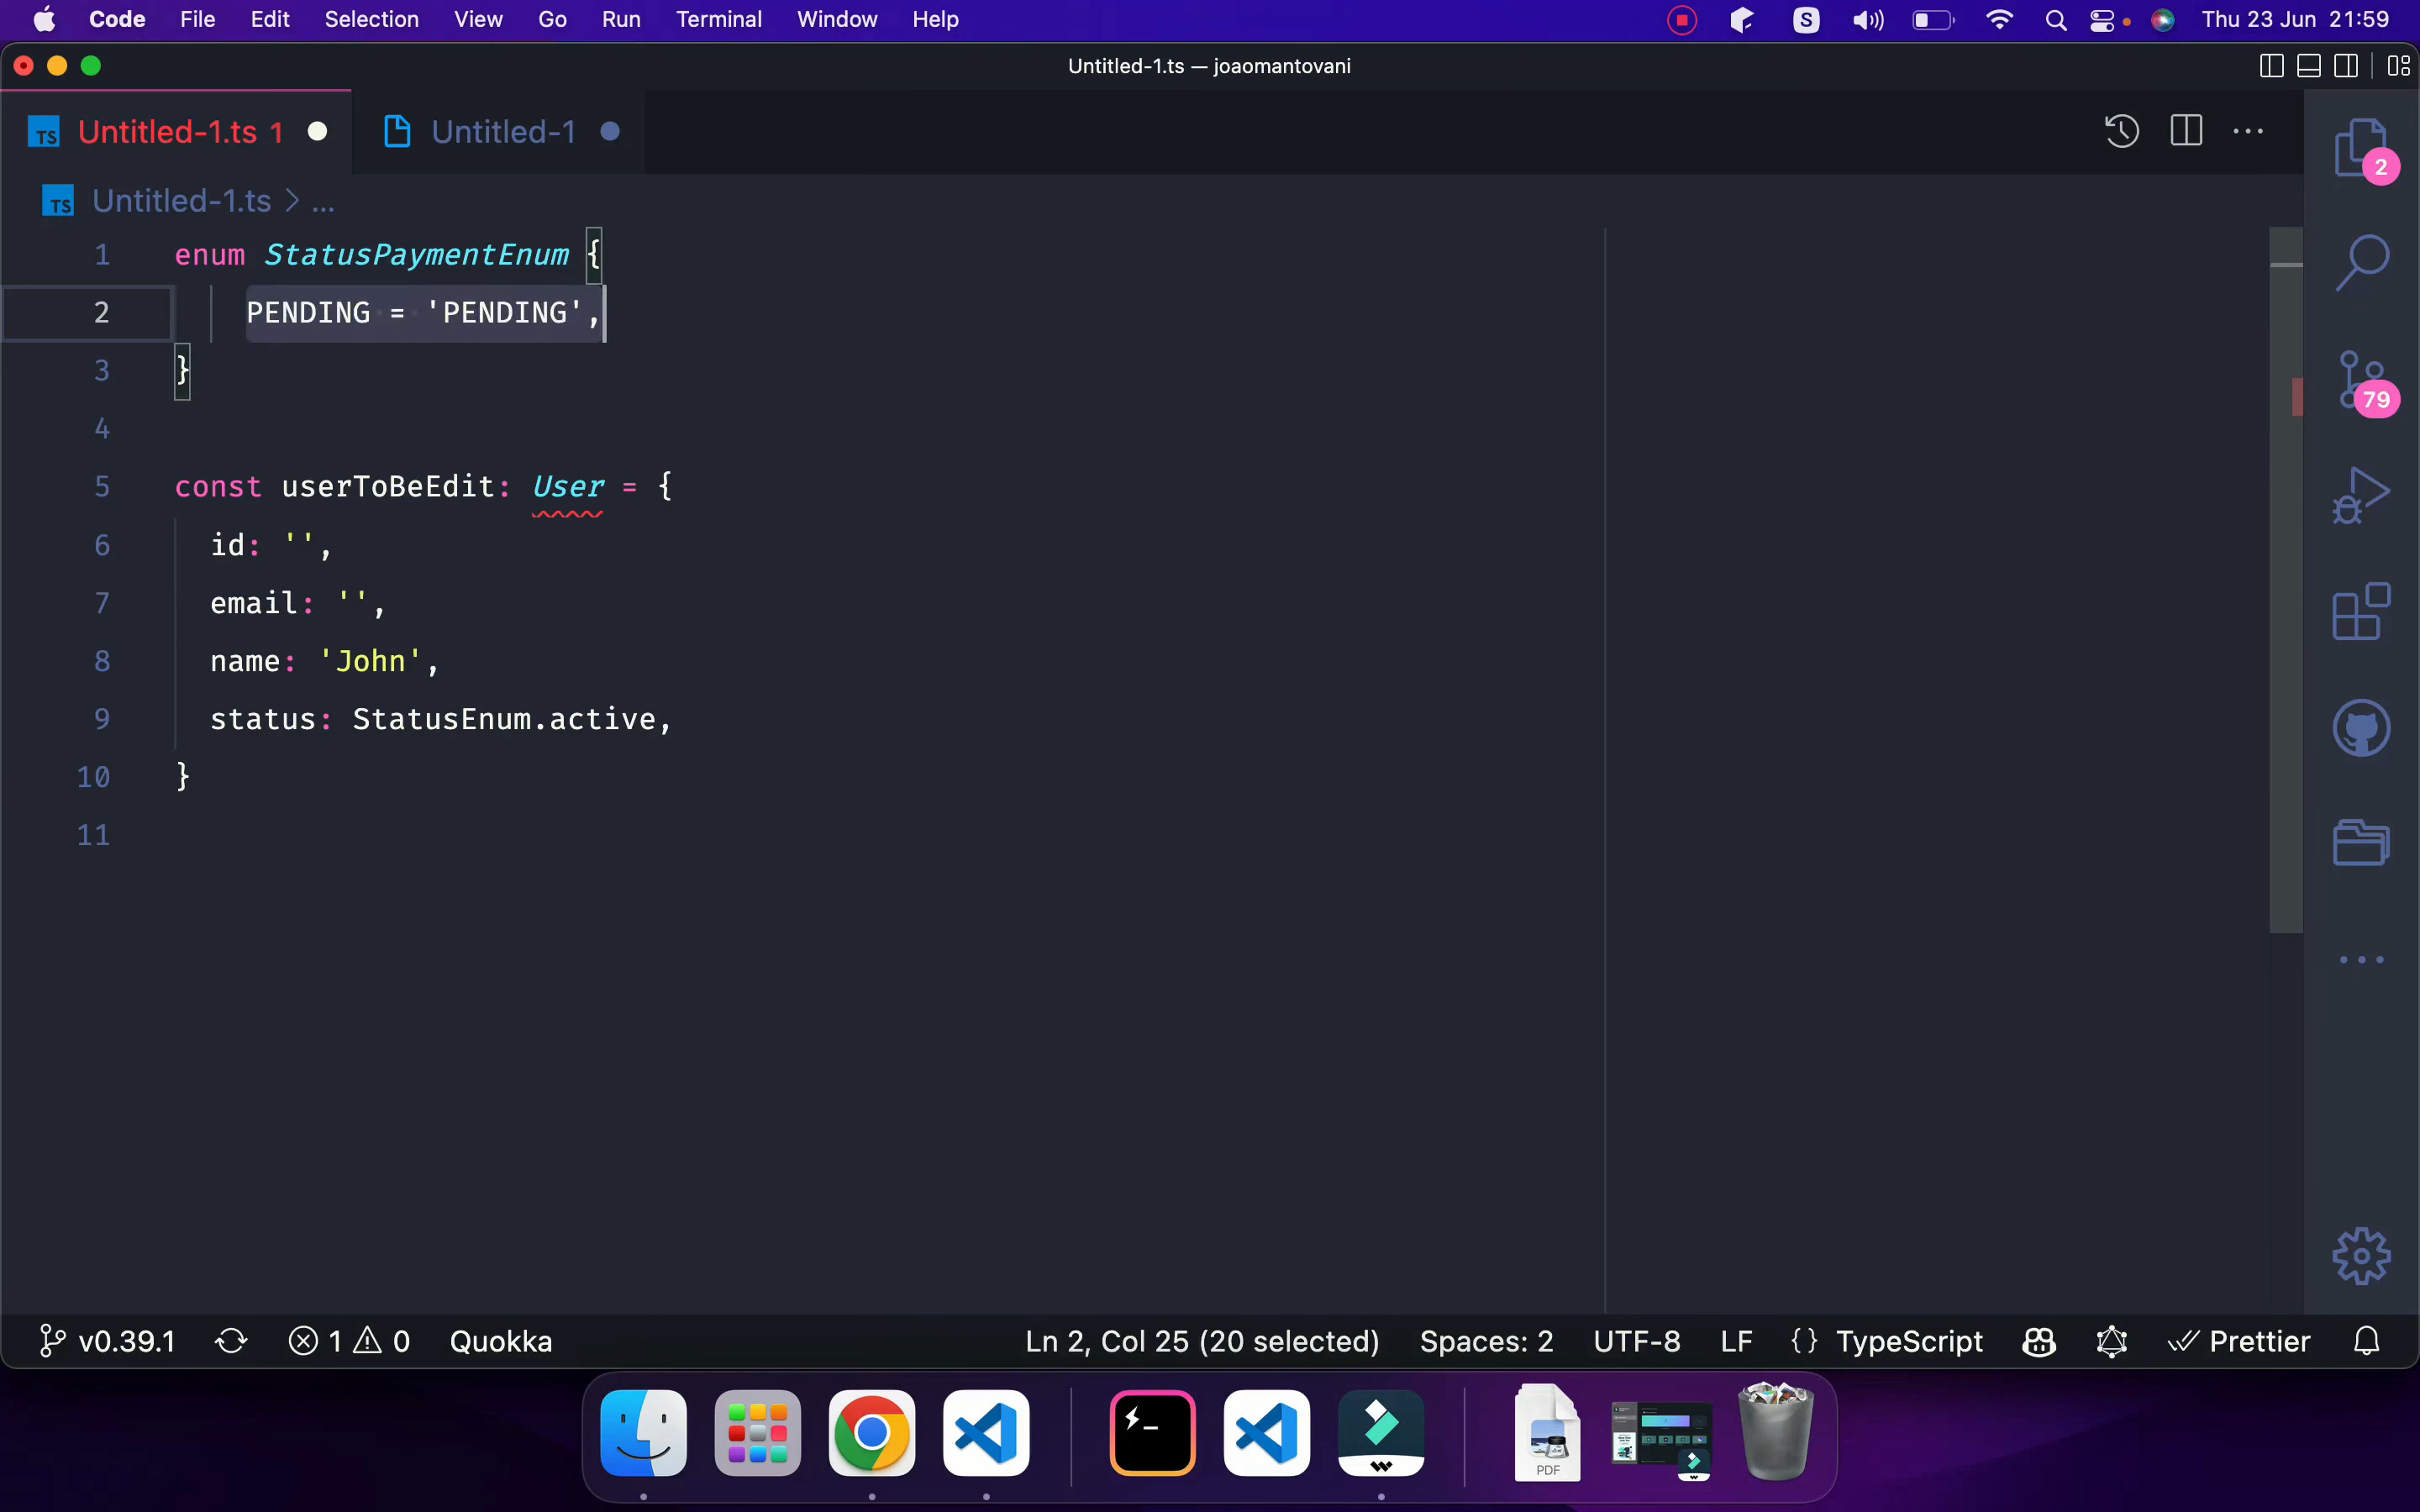 Code File Edit Selection View Go Run Terminal Window Help S Thu 23 Jun 21:59
Untitled-1.ts — joaomantovani
TS Untitled-1.ts 1 Untitled-1
2
TS Untitled-1.ts > ...
1 enum StatusPaymentEnum {
2 PENDING = 'PENDING',
3 }
79
4
5 const userToBeEdit: User = {
6 id: '',
7 email: '',
8 name: 'John',
9 status: StatusEnum.active,
10 }
11
v0.39.1 1 0 Quokka Ln 2, Col 25 (20 selected) Spaces: 2 UTF-8 LF {} TypeScript Prettier
PDF